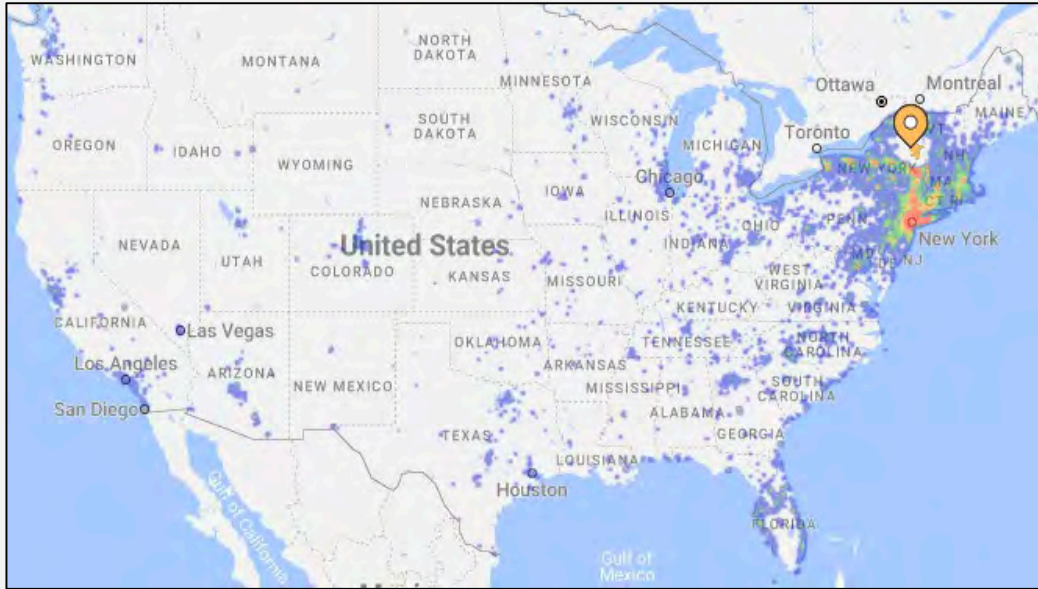 WASHINGTON
MONTANA
NORTH
DAKOTA
MINNESOTA
Ottawa
Montreal
MAINE
VT
OREGON
IDAHO
SOUTH
DAKOTA
WISCONSIN
MICHIGAN
Toronto
NEW YORK
NH
WYOMING
Chicago
MA
CT RI
IOWA
NEBRASKA
ILLINOIS
INDIANA
OHIO
PENN
New York
NEVADA
United States
UTAH
COLORADO
KANSAS
MISSOURI
MD
NJ
WEST
VIRGINIA
KENTUCKY
VIRGINIA
CALIFORNIA
Las Vegas
OKLAHOMA
TENNESSEE
NORTH
CAROLINA
Los Angeles
ARIZONA
NEW MEXICO
ARKANSAS
MISSISSIPPI
SOUTH
CAROLINA
San Diego
ALABAMA
TEXAS
GEORGIA
LOUISIANA
Houston
Gulf of California
FLORIDA
Gulf of
Mexico